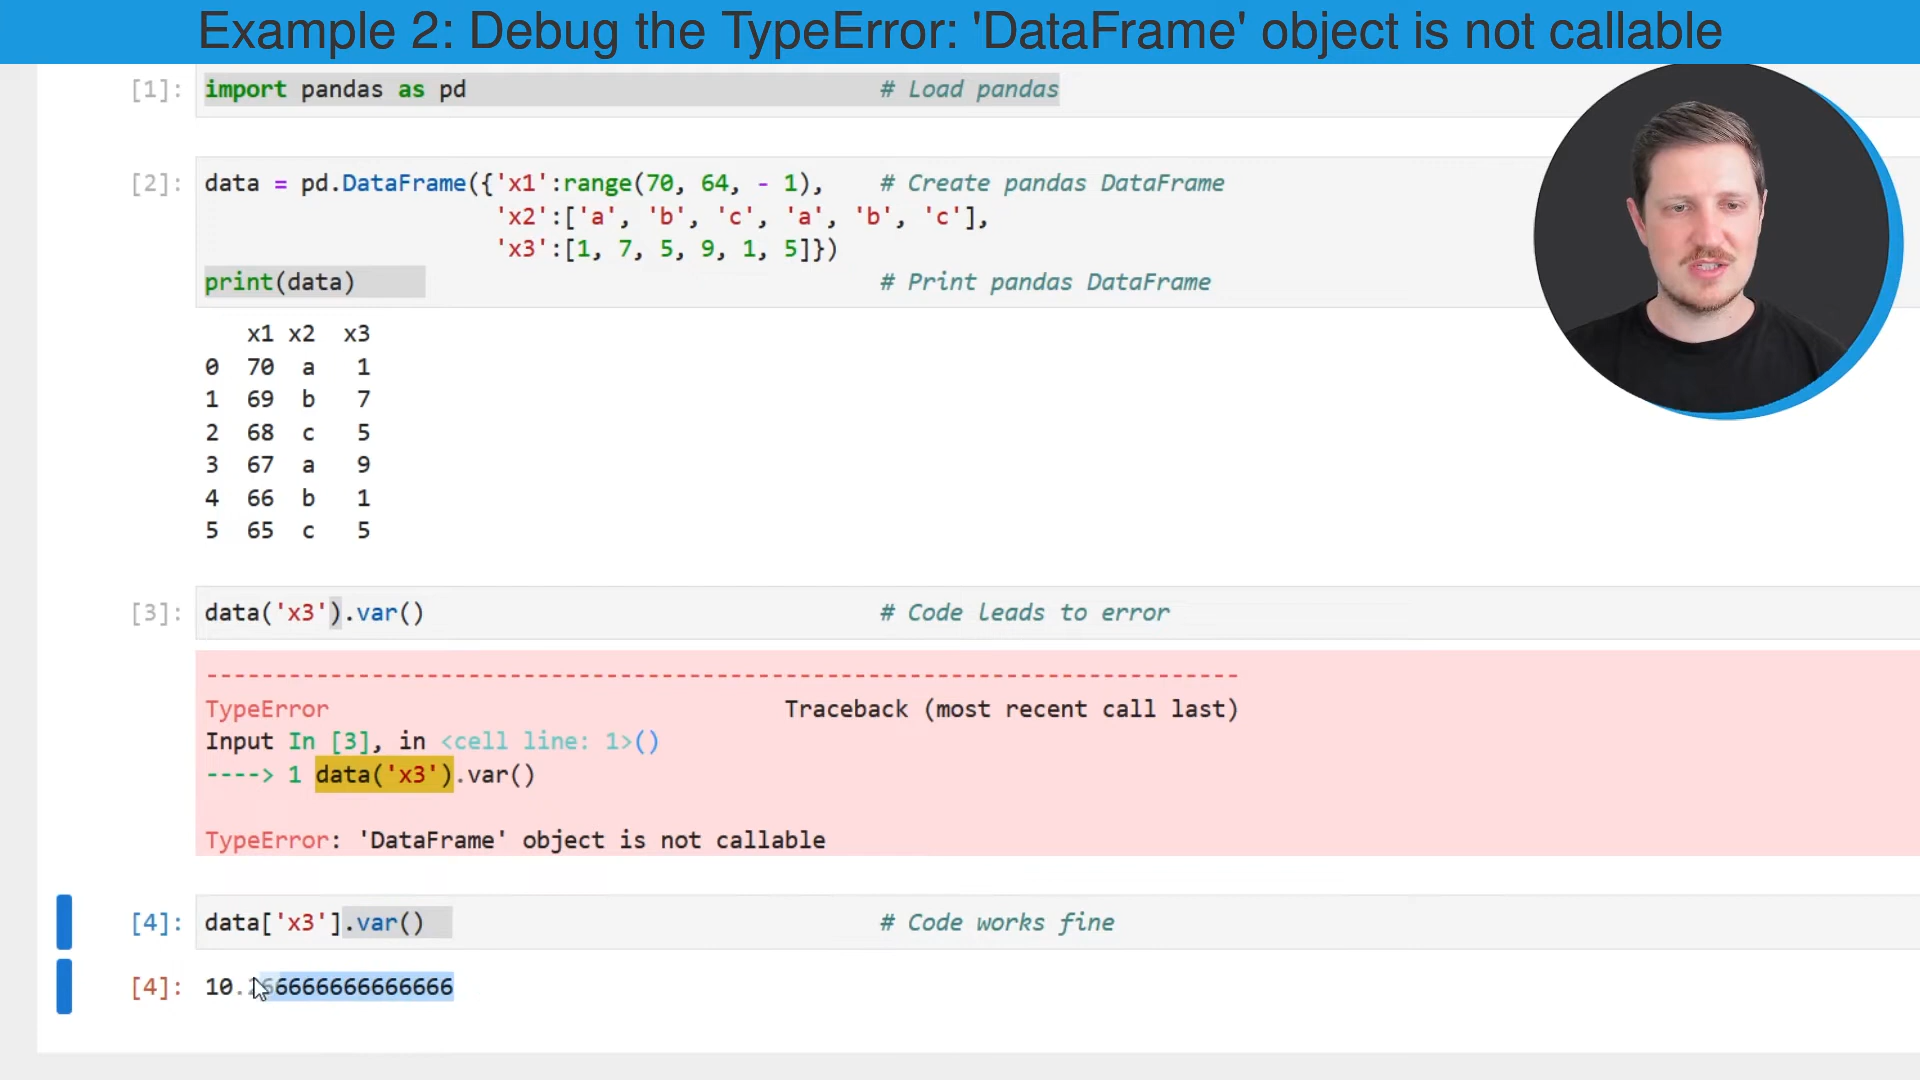 Example 2: Debug the TypeError: 'DataFrame' object is not callable
[1]: import pandas as pd # Load pandas
[2]: data = pd.DataFrame({'x1':range(70, 64, - 1), # Create pandas DataFrame
'x2':['a', 'b', 'c', 'a', 'b', 'c'],
'x3':[1, 7, 5, 9, 1, 5]})
print(data) # Print pandas DataFrame
x1 x2 x3
0 70 a 1
1 69 b 7
2 68 c 5
3 67 a 9
4 66 b 1
5 65 c 5
[3]: data('x3').var() # Code leads to error
---------------------------------------------------------------------------
TypeError Traceback (most recent call last)
Input In [3], in <cell line: 1>()
----> 1 data('x3').var()
TypeError: 'DataFrame' object is not callable
[4]: data['x3'].var() # Code works fine
[4]: 10.266666666666666